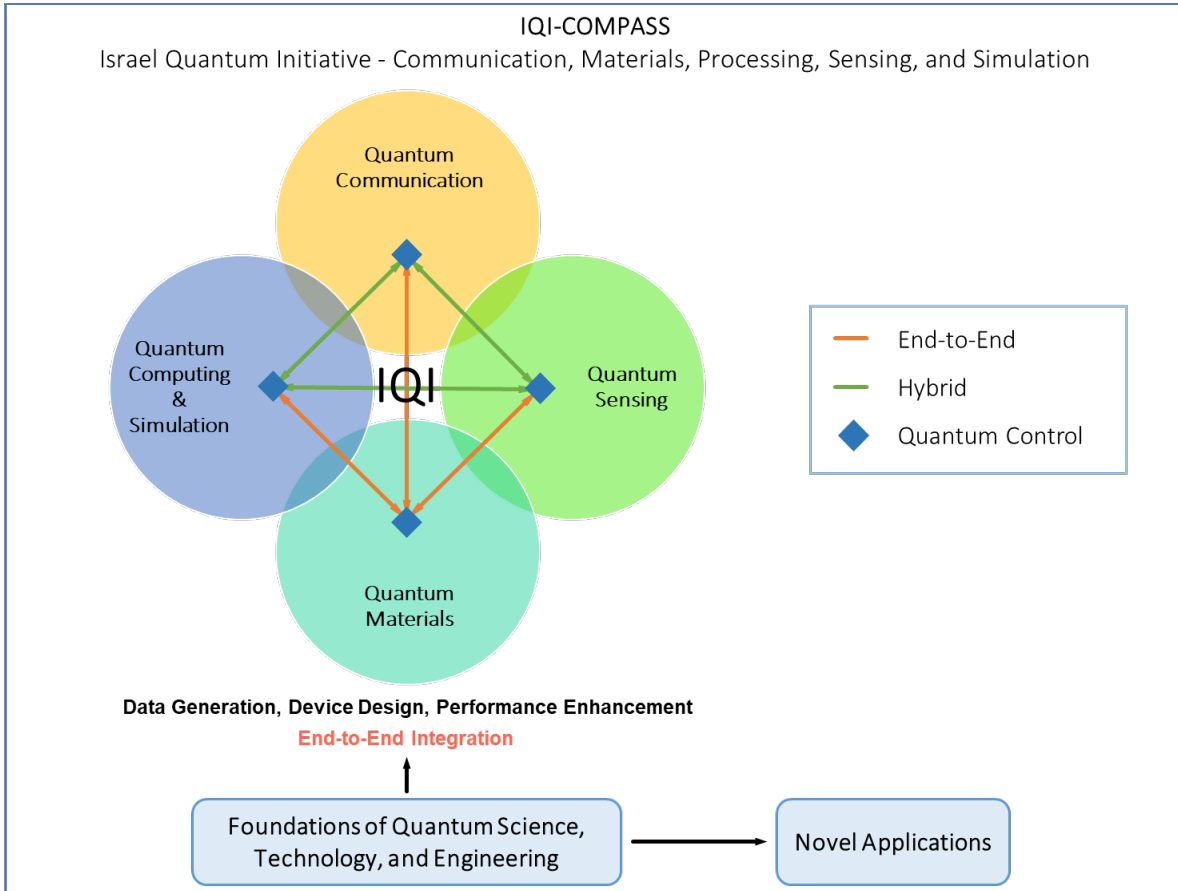 IQI-COMPASS
Israel Quantum Initiative - Communication, Materials, Processing, Sensing, and Simulation
Quantum
Communication
Quantum
Computing
&
Simulation
IQI
Quantum
Sensing
Quantum
Materials
End-to-End
Hybrid
Quantum Control
Data Generation, Device Design, Performance Enhancement
End-to-End Integration
Foundations of Quantum Science,
Technology, and Engineering
Novel Applications